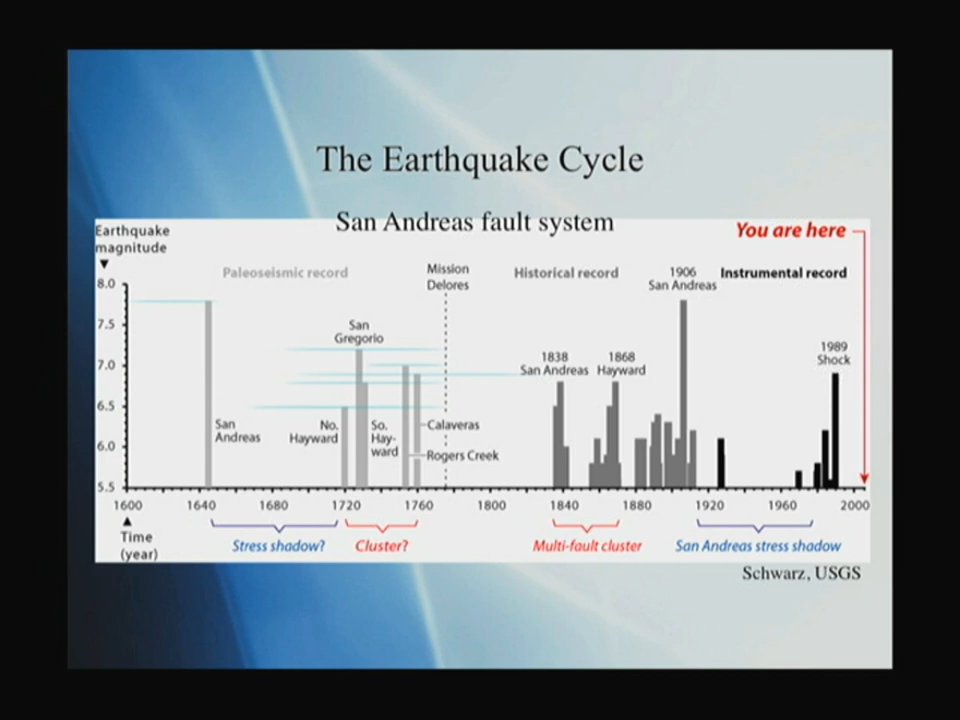 The Earthquake Cycle
San Andreas fault system
You are here
Earthquake
magnitude
▼
Paleoseismic record
Mission
Delores
Historical record
1906
San Andreas
Instrumental record
8.0
7.5
7.0
6.5
6.0
5.5
San
Gregorio
1838
San Andreas
1868
Hayward
1989
Shock
San
Andreas
No.
Hayward
So.
Hay-
ward
Calaveras
Rogers Creek
1600 1640 1680 1720 1760 1800 1840 1880 1920 1960 2000
▲
Time
(year)
Stress shadow?
Cluster?
Multi-fault cluster
San Andreas stress shadow
Schwarz, USGS